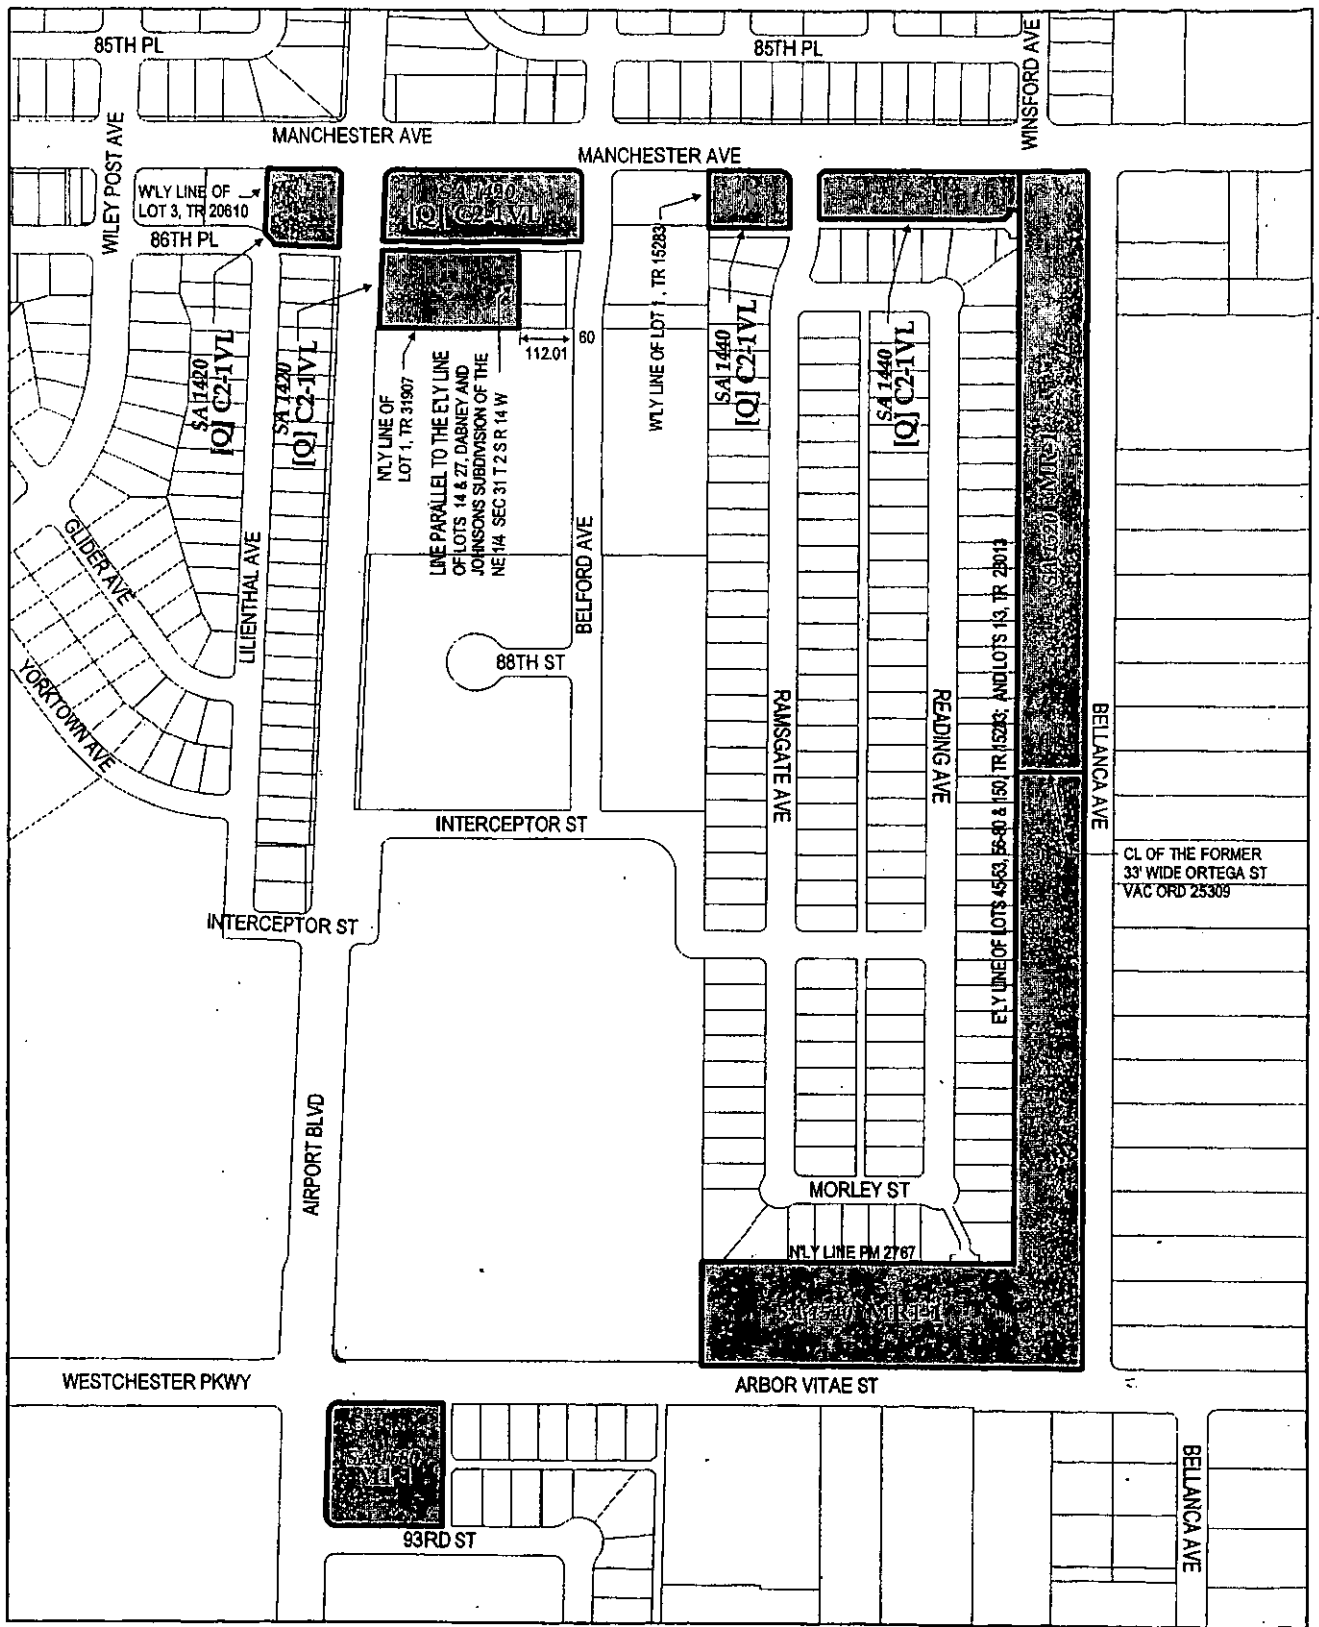 85TH PL
85TH PL
WINSFORD AVE
MANCHESTER AVE
MANCHESTER AVE
WILEY POST AVE
W'LY LINE OF
LOT 3, TR 20610
86TH PL
[Q] C2-1VL
SA 1420
[Q] C2-1VL
SA 1420
[Q] C2-1VL
N'LY LINE OF
LOT 1, TR 31907
LINE PARALLEL TO THE E'LY LINE
OF LOTS 14 & 27, DABNEY AND
JOHNSONS SUBDIVISION OF THE
NE 1/4 SEC 31 T 2 S R 14 W
112.01
60
W'LY LINE OF LOT 1, TR 15283
SA 1440
[Q] C2-1VL
SA 1440
[Q] C2-1VL
GLIDER AVE
YORKTOWN AVE
LILIENTHAL AVE
BELFORD AVE
88TH ST
RAMSGATE AVE
READING AVE
E'LY LINE OF LOTS 45-53, 56-80 & 150, TR 15283; AND LOTS 1-3, TR 28013
BELLANCA AVE
INTERCEPTOR ST
CL OF THE FORMER
33' WIDE ORTEGA ST
VAC ORD 25309
INTERCEPTOR ST
AIRPORT BLVD
MORLEY ST
N'LY LINE PM 2767
WESTCHESTER PKWY
ARBOR VITAE ST
93RD ST
BELLANCA AVE